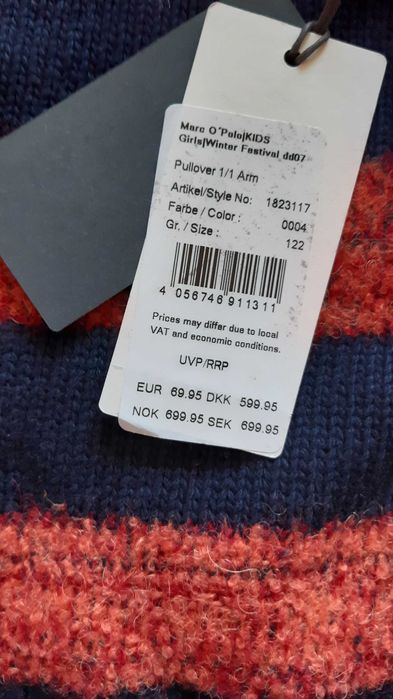 Marc O´Polo|KIDS
Girls|Winter Festival_dd07
Pullover 1/1 Arm
Artikel/Style No: 1823117
Farbe / Color : 0004
Gr. / Size : 122
4 056746 911311
Prices may differ due to local
VAT and economic conditions.
UVP/RRP
EUR 69.95 DKK 599.95
NOK 699.95 SEK 699.95